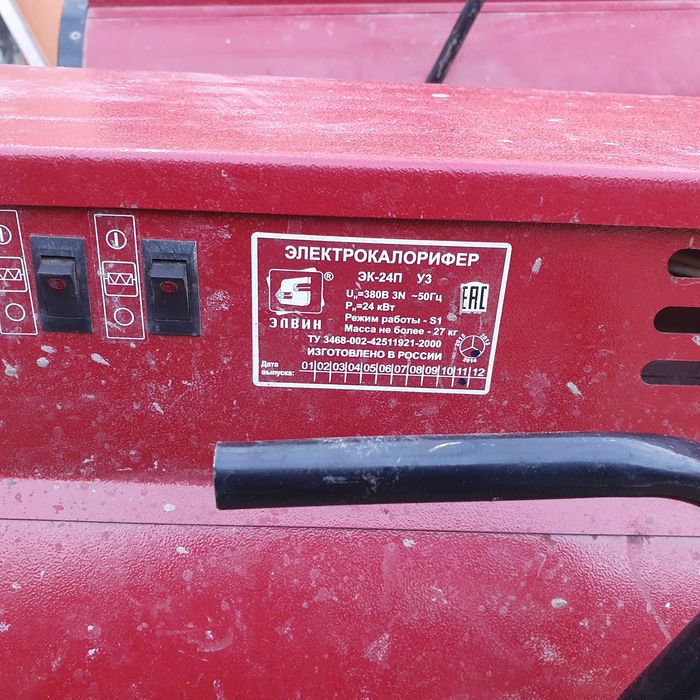 ЭЛЕКТРОКАЛОРИФЕР
ЭК-24П УЗ
®
ЭЛВИН
Uн=380В 3N ~50Гц
Pн=24 кВт
Режим работы - S1
Масса не более - 27 кг
EAC
ТУ 3468-002-42511921-2000
ИЗГОТОВЛЕНО В РОССИИ
Дата выпуска: 01 02 03 04 05 06 07 08 09 10 11 12